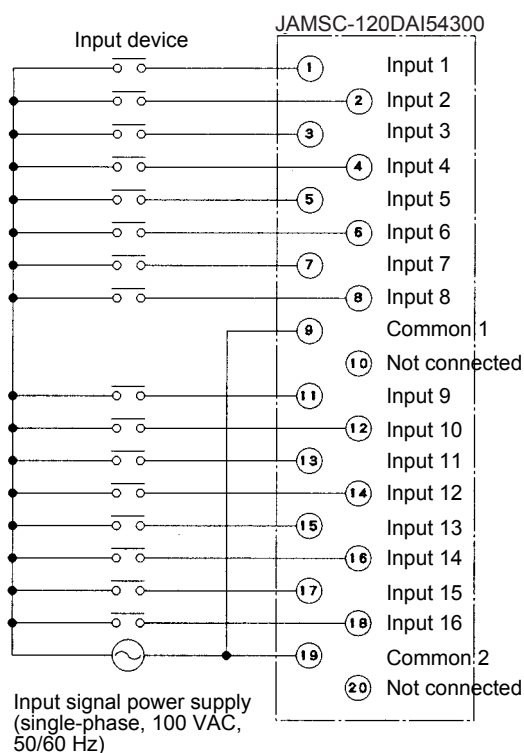 JAMSC-120DAI54300
Input device
1 Input 1
2 Input 2
3 Input 3
4 Input 4
5 Input 5
6 Input 6
7 Input 7
8 Input 8
9 Common 1
10 Not connected
11 Input 9
12 Input 10
13 Input 11
14 Input 12
15 Input 13
16 Input 14
17 Input 15
18 Input 16
19 Common 2
20 Not connected
Input signal power supply
(single-phase, 100 VAC,
50/60 Hz)